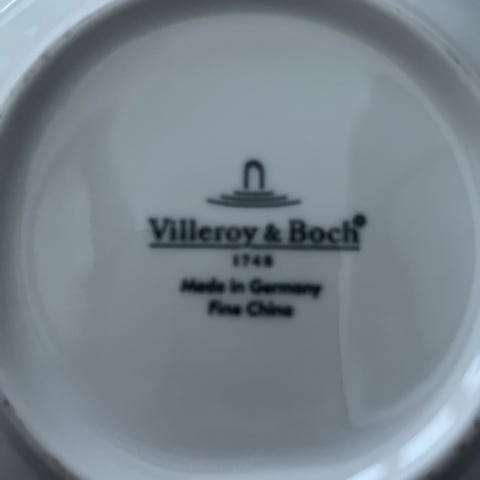 Villeroy & Boch®
1748
Made in Germany
Fine China